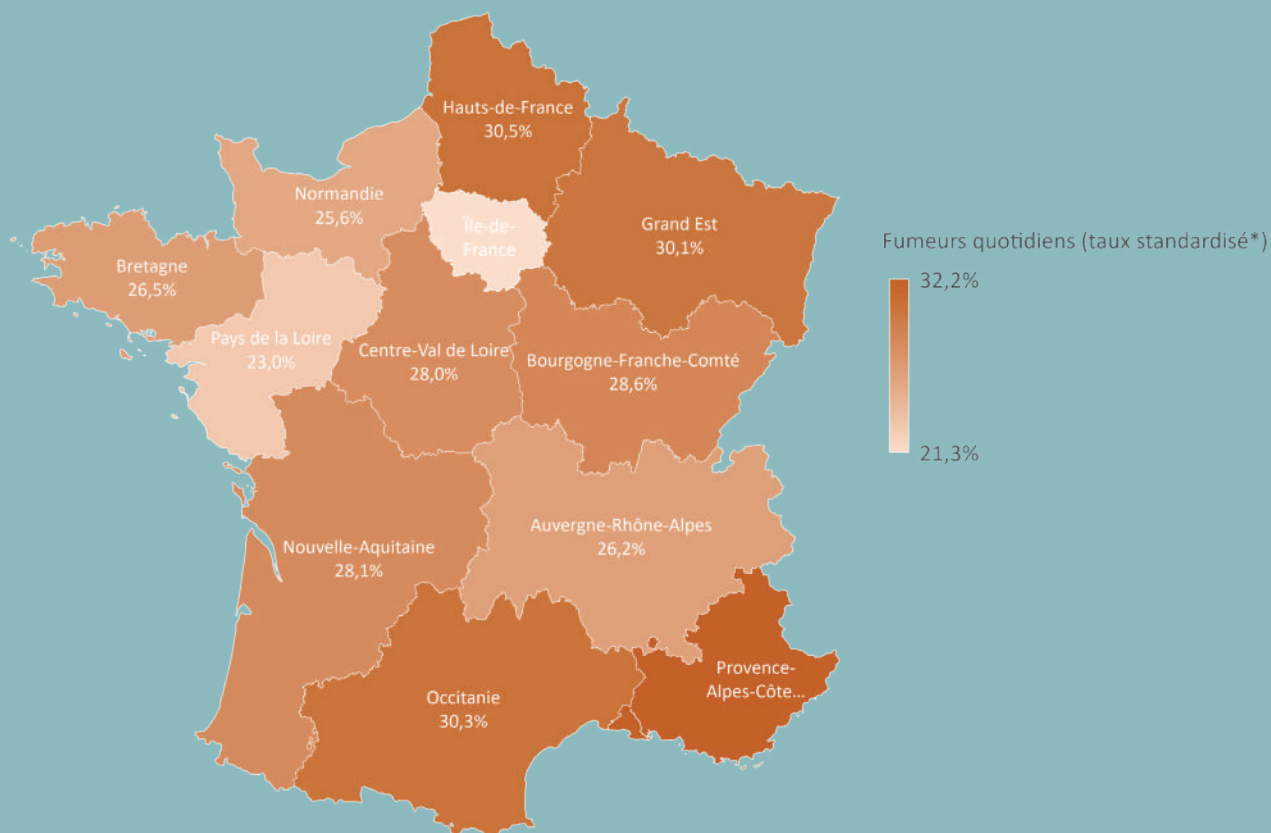 Hauts-de-France
30,5%
Normandie
25,6%
Île-de-
France
Grand Est
30,1%
Bretagne
26,5%
Pays de la Loire
23,0%
Centre-Val de Loire
28,0%
Bourgogne-Franche-Comté
28,6%
Auvergne-Rhône-Alpes
26,2%
Nouvelle-Aquitaine
28,1%
Occitanie
30,3%
Provence-
Alpes-Côte...
Fumeurs quotidiens (taux standardisé*)
32,2%
21,3%